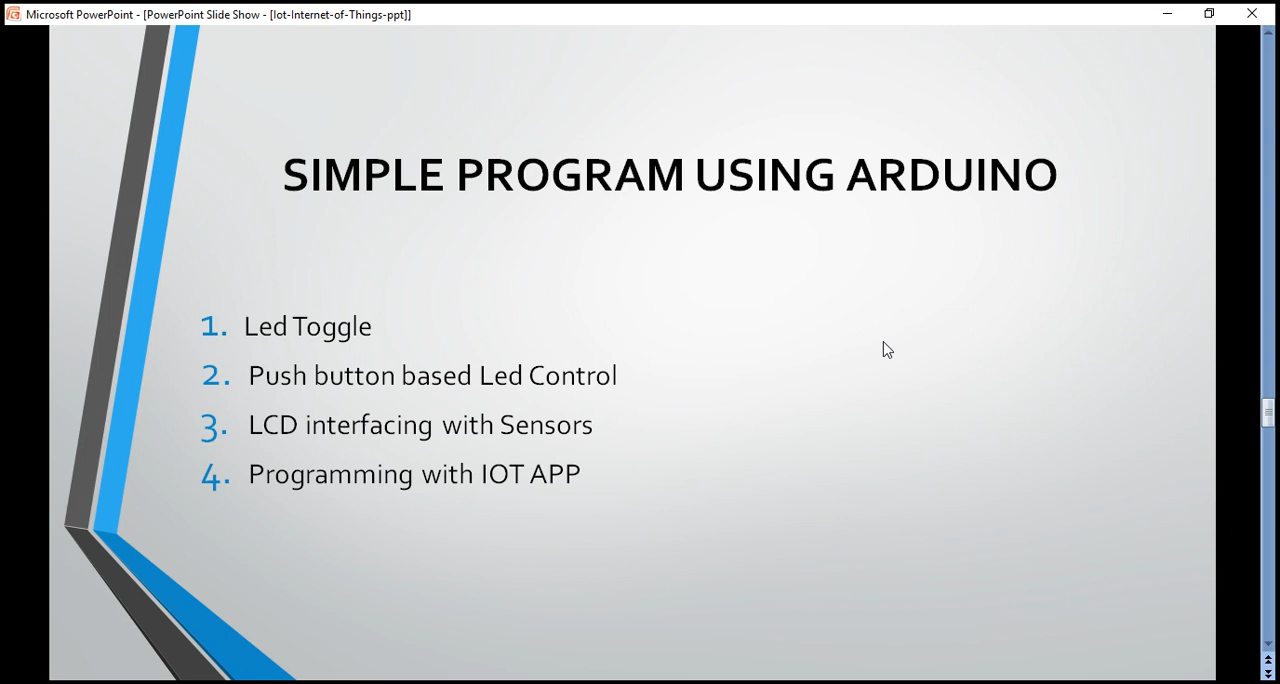 Microsoft PowerPoint - [PowerPoint Slide Show - [Iot-Internet-of-Things-ppt]]
SIMPLE PROGRAM USING ARDUINO
1. Led Toggle
2. Push button based Led Control
3. LCD interfacing with Sensors
4. Programming with IOT APP